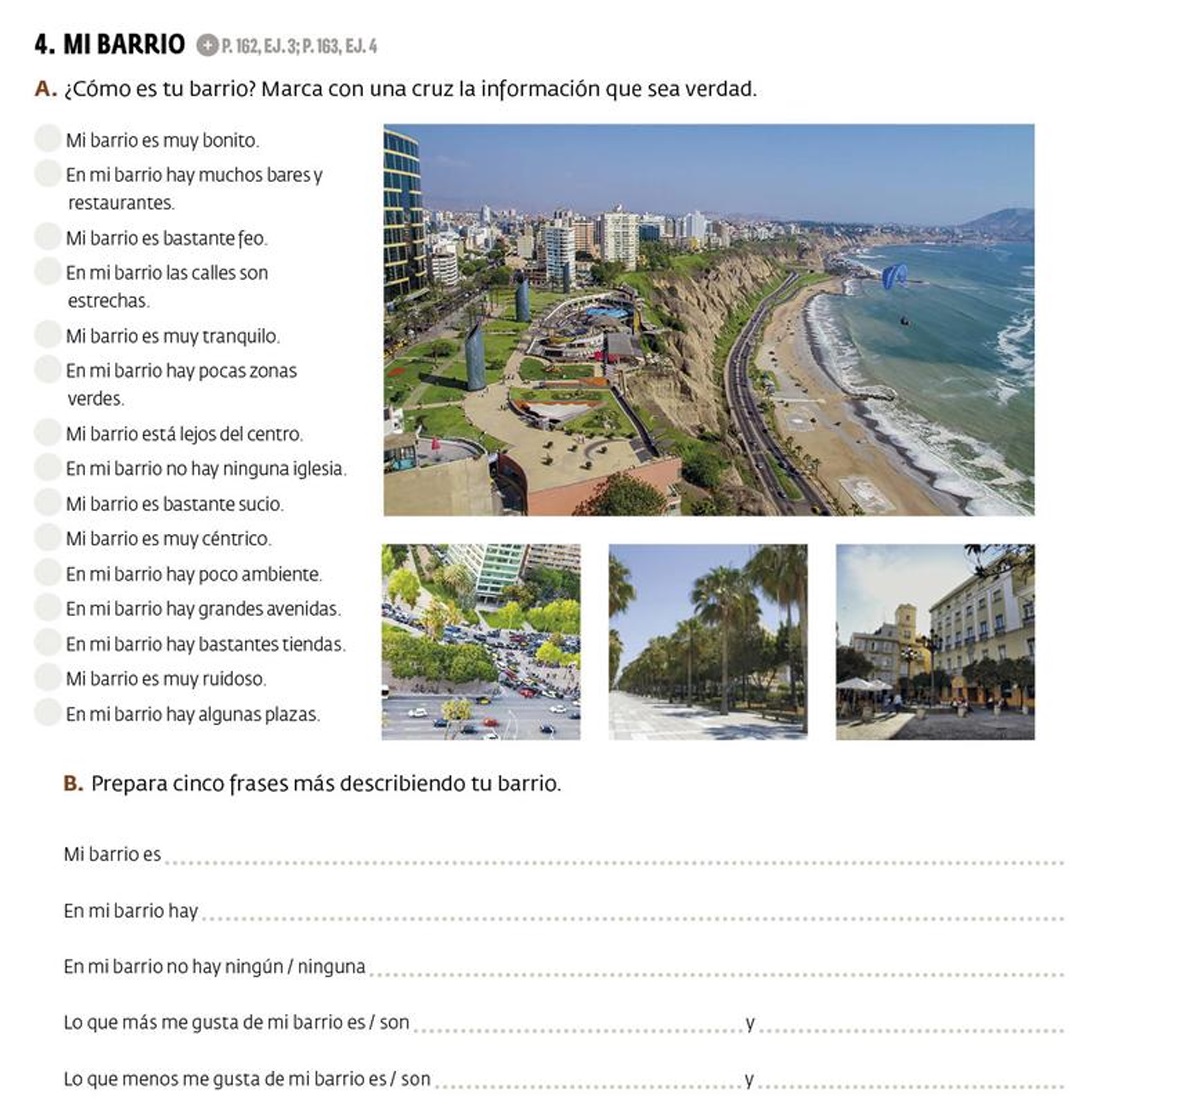 4. MI BARRIO + P. 162, EJ. 3; P. 163, EJ. 4
A. ¿Cómo es tu barrio? Marca con una cruz la información que sea verdad.
Mi barrio es muy bonito.
En mi barrio hay muchos bares y
restaurantes.
Mi barrio es bastante feo.
En mi barrio las calles son
estrechas.
Mi barrio es muy tranquilo.
En mi barrio hay pocas zonas
verdes.
Mi barrio está lejos del centro.
En mi barrio no hay ninguna iglesia.
Mi barrio es bastante sucio.
Mi barrio es muy céntrico.
En mi barrio hay poco ambiente.
En mi barrio hay grandes avenidas.
En mi barrio hay bastantes tiendas.
Mi barrio es muy ruidoso.
En mi barrio hay algunas plazas.
B. Prepara cinco frases más describiendo tu barrio.
Mi barrio es
En mi barrio hay
En mi barrio no hay ningún / ninguna
Lo que más me gusta de mi barrio es / son y
Lo que menos me gusta de mi barrio es / son y